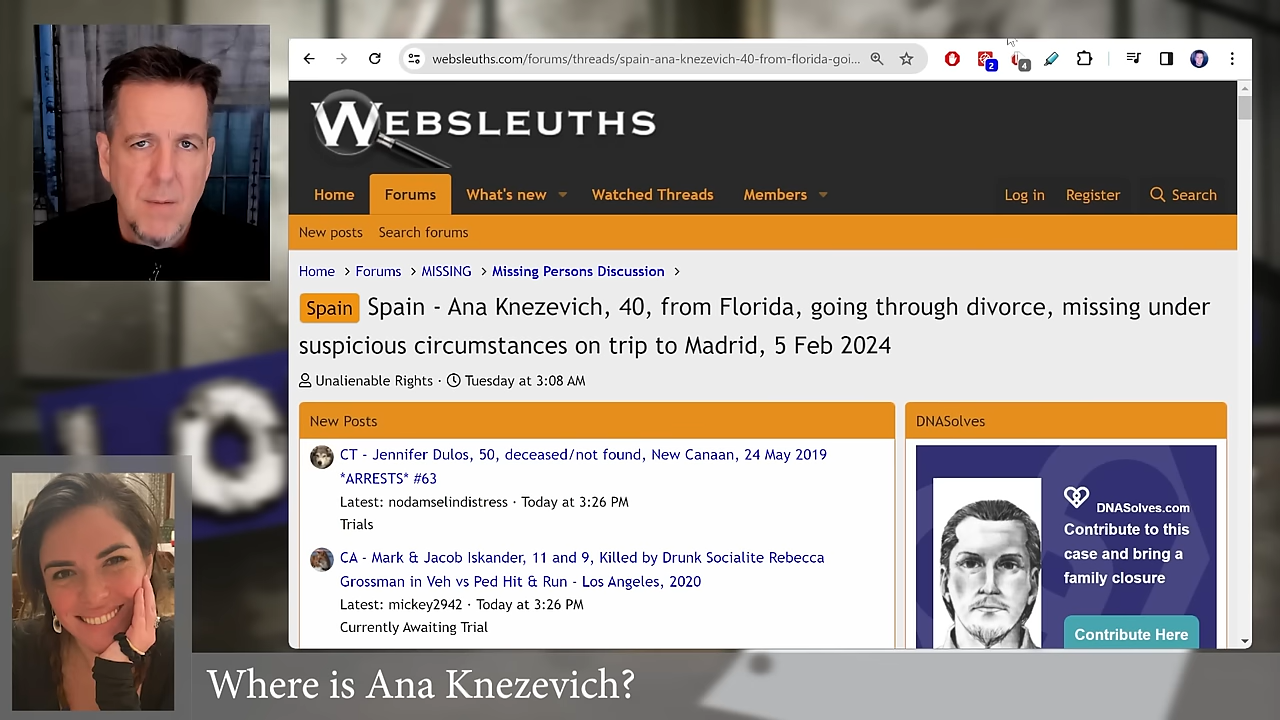 websleuths.com/forums/threads/spain-ana-knezevich-40-from-florida-goi...
2
4
WEBSLEUTHS
Home
Forums
What's new
Watched Threads
Members
Log in
Register
Search
New posts
Search forums
Home > Forums > MISSING > Missing Persons Discussion >
Spain Spain - Ana Knezevich, 40, from Florida, going through divorce, missing under
suspicious circumstances on trip to Madrid, 5 Feb 2024
Unalienable Rights · Tuesday at 3:08 AM
New Posts
CT - Jennifer Dulos, 50, deceased/not found, New Canaan, 24 May 2019
*ARRESTS* #63
Latest: nodamselindistress · Today at 3:26 PM
Trials
CA - Mark & Jacob Iskander, 11 and 9, Killed by Drunk Socialite Rebecca
Grossman in Veh vs Ped Hit & Run - Los Angeles, 2020
Latest: mickey2942 · Today at 3:26 PM
Currently Awaiting Trial
DNASolves
DNASolves.com
Contribute to this
case and bring a
family closure
Contribute Here
Where is Ana Knezevich?